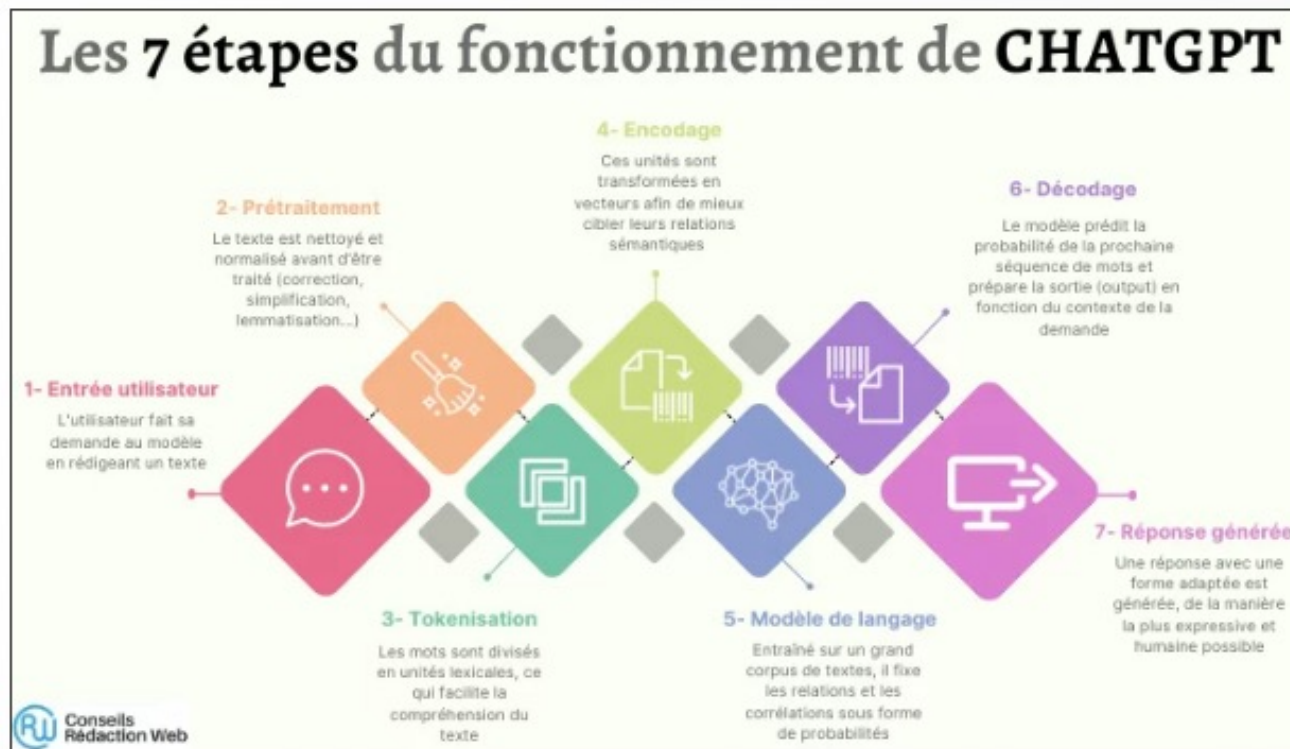 Les 7 étapes du fonctionnement de CHATGPT
1- Entrée utilisateur
L'utilisateur fait sa
demande au modèle
en rédigeant un texte
2- Prétraitement
Le texte est nettoyé et
normalisé avant d'être
traité (correction,
simplification,
lemmatisation...)
3- Tokenisation
Les mots sont divisés
en unités lexicales, ce
qui facilite la
compréhension du
texte
4- Encodage
Ces unités sont
transformées en
vecteurs afin de mieux
cibler leurs relations
sémantiques
5- Modèle de langage
Entraîné sur un grand
corpus de textes, il fixe
les relations et les
corrélations sous forme
de probabilités
6- Décodage
Le modèle prédit la
probabilité de la prochaine
séquence de mots et
prépare la sortie (output) en
fonction du contexte de la
demande
7- Réponse générée
Une réponse avec une
forme adaptée est
générée, de la manière
la plus expressive et
humaine possible
RW
Conseils
Rédaction Web